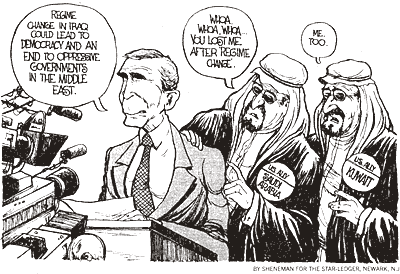 REGIME
CHANGE IN IRAQ
COULD LEAD TO
DEMOCRACY AND AN
END TO OPPRESSIVE
GOVERNMENTS
IN THE MIDDLE
EAST.
WHOA.
WHOA, WHOA...
YOU LOST ME
AFTER 'REGIME
CHANGE'.
ME
TOO.
U.S. ALLY
SAUDI
ARABIA
U.S. ALLY
KUWAIT
BY SHENEMAN FOR THE STAR-LEDGER, NEWARK, N.J.